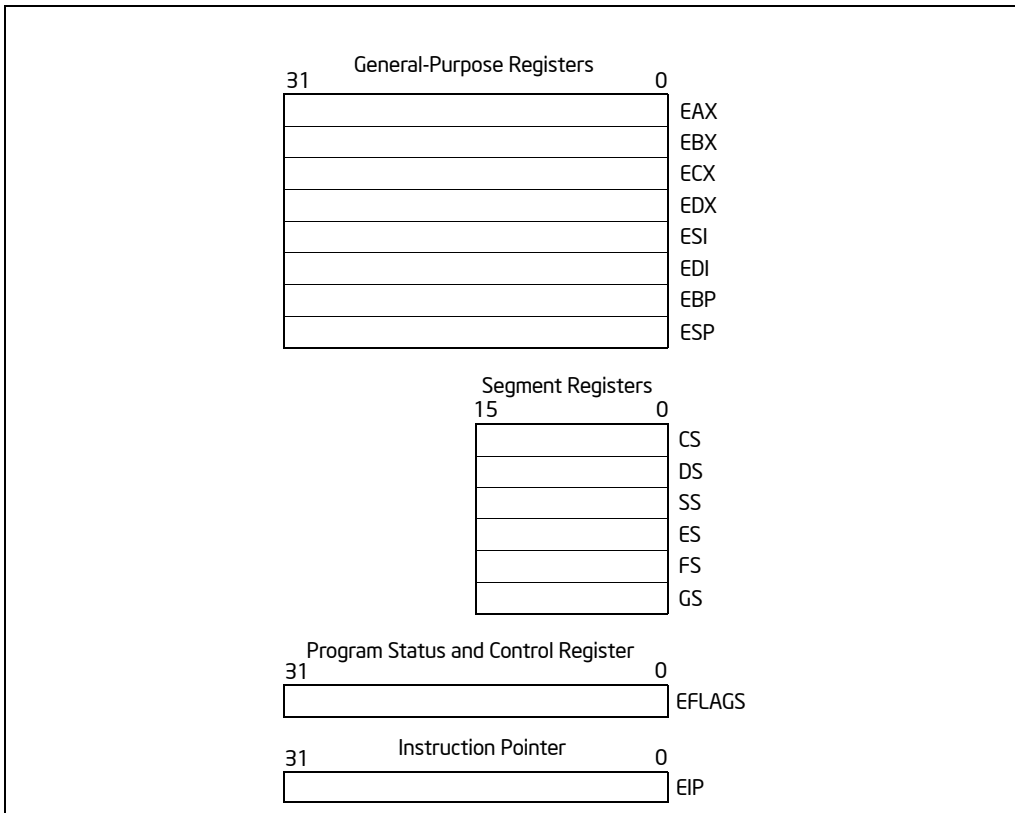 General-Purpose Registers
31 0
EAX
EBX
ECX
EDX
ESI
EDI
EBP
ESP
Segment Registers
15 0
CS
DS
SS
ES
FS
GS
Program Status and Control Register
31 0
EFLAGS
Instruction Pointer
31 0
EIP